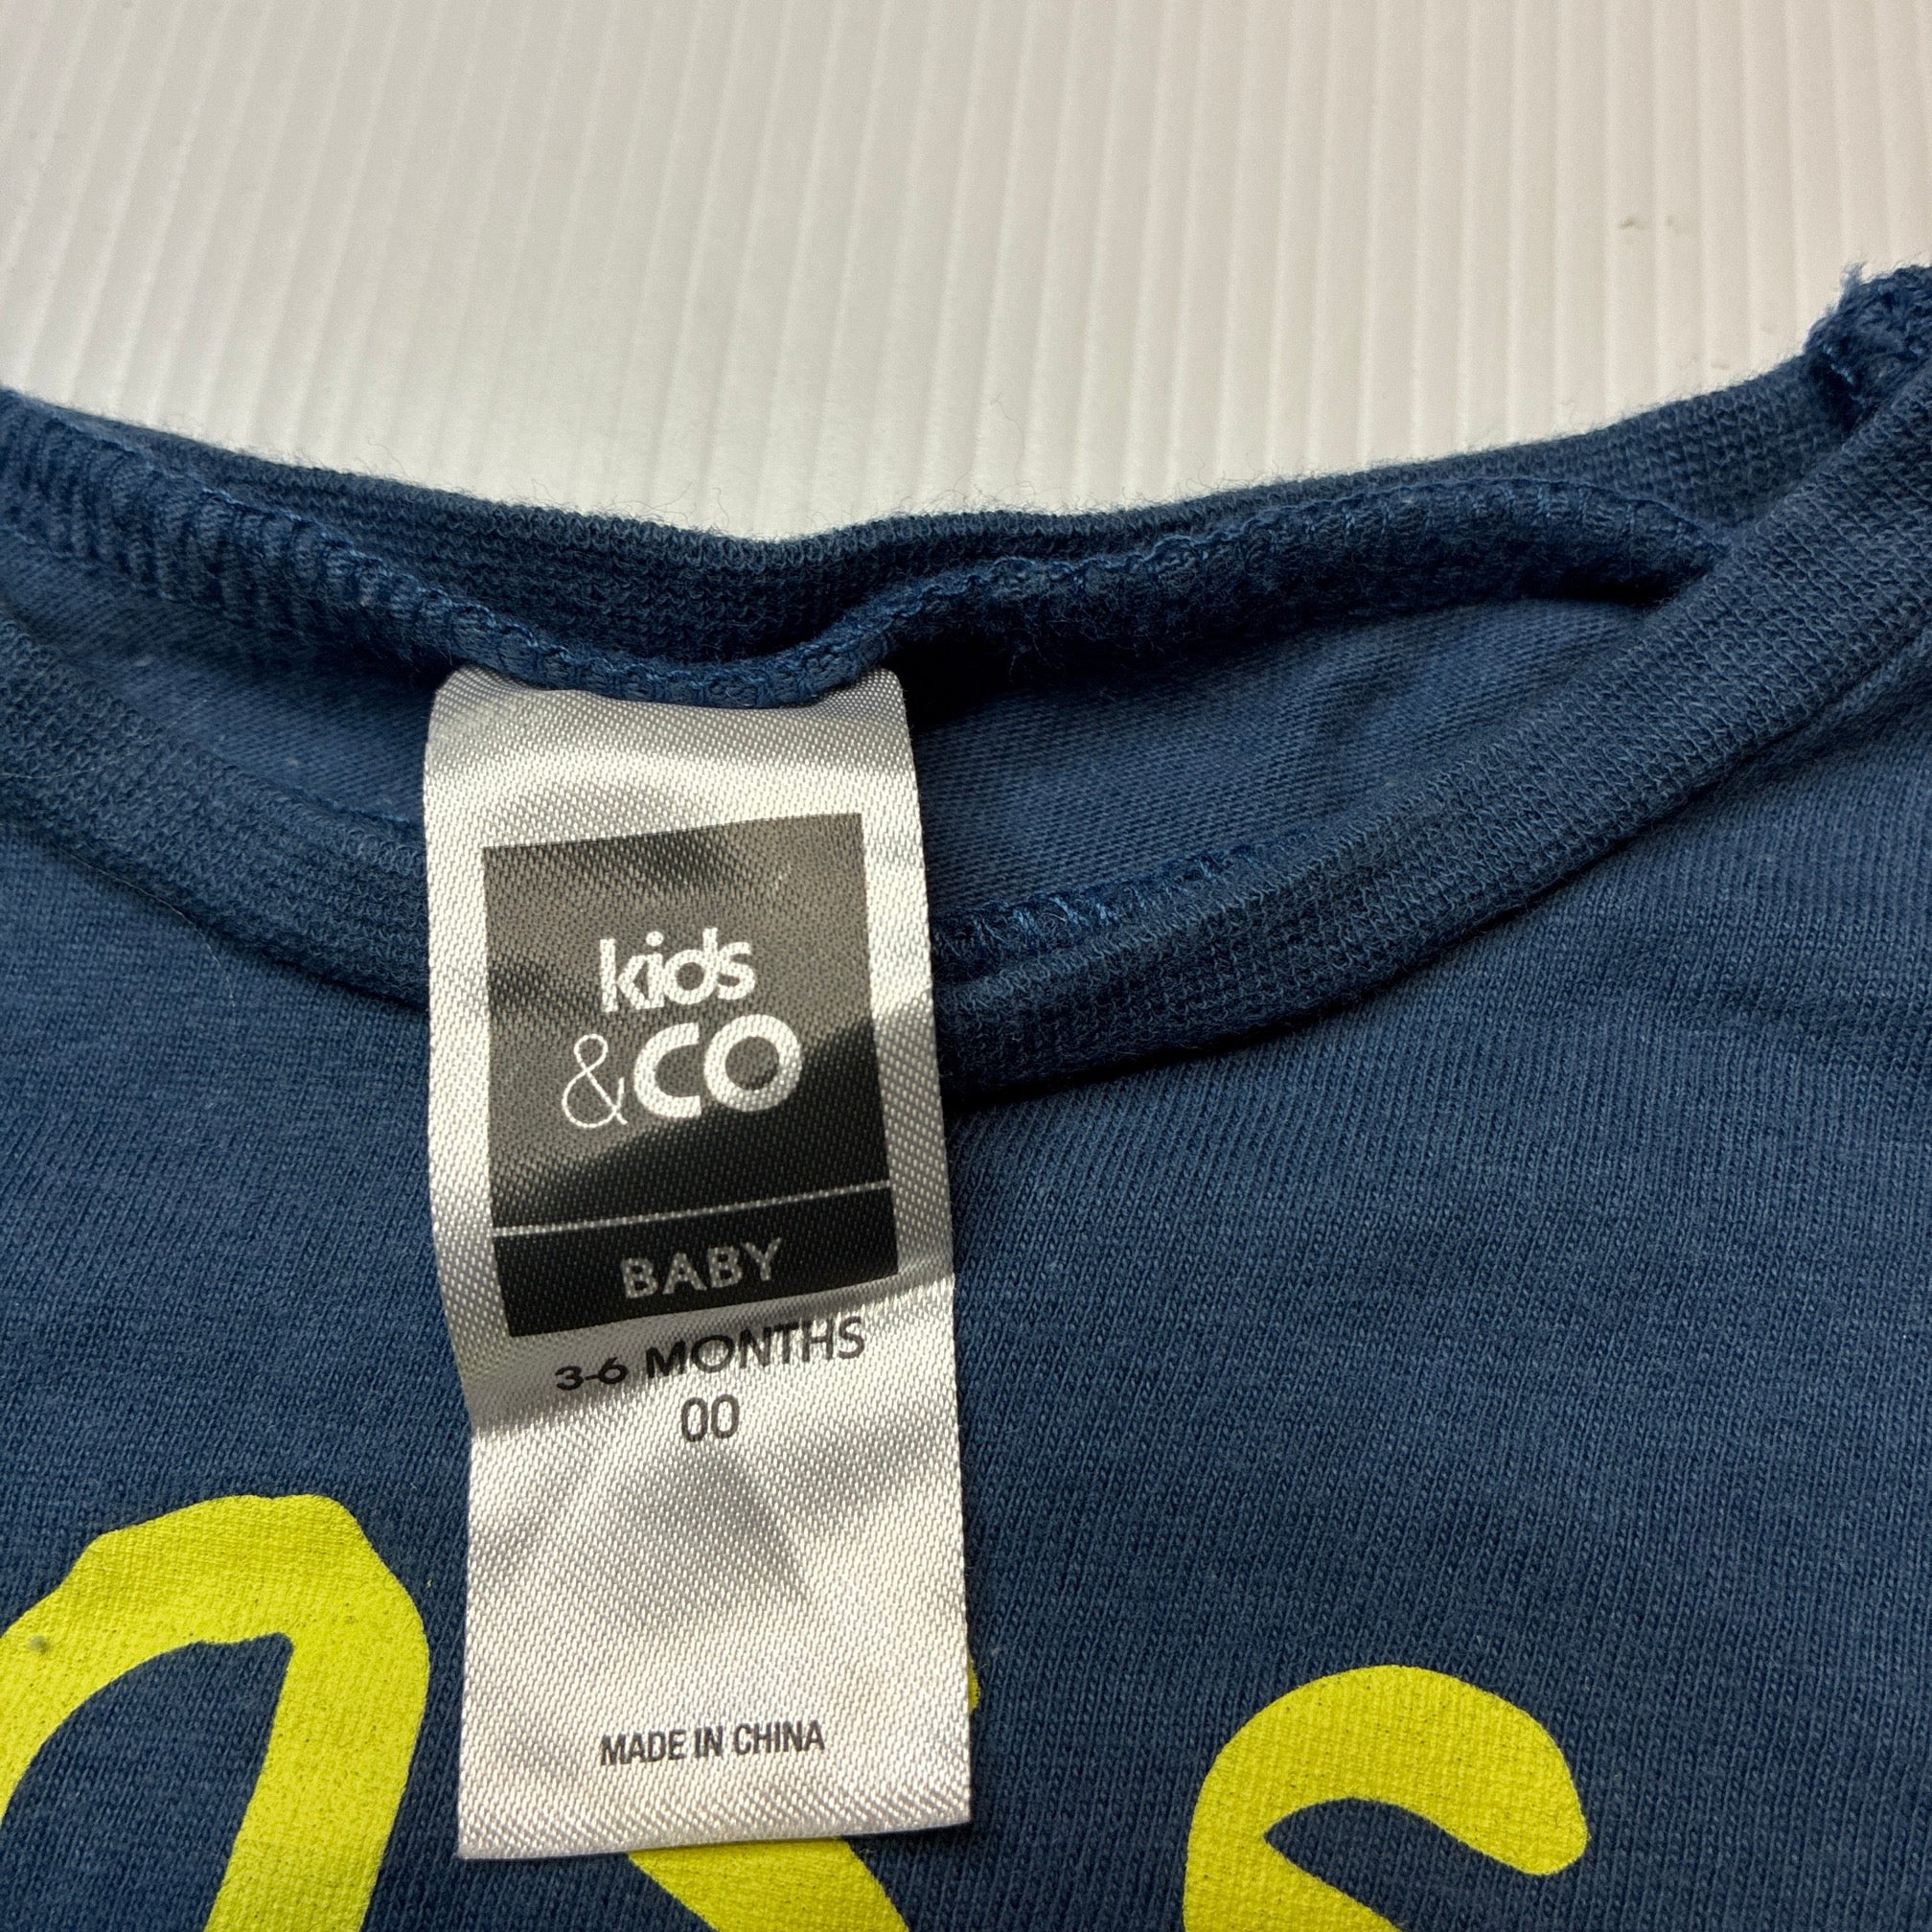 kids
&CO
BABY
3-6 MONTHS
00
MADE IN CHINA